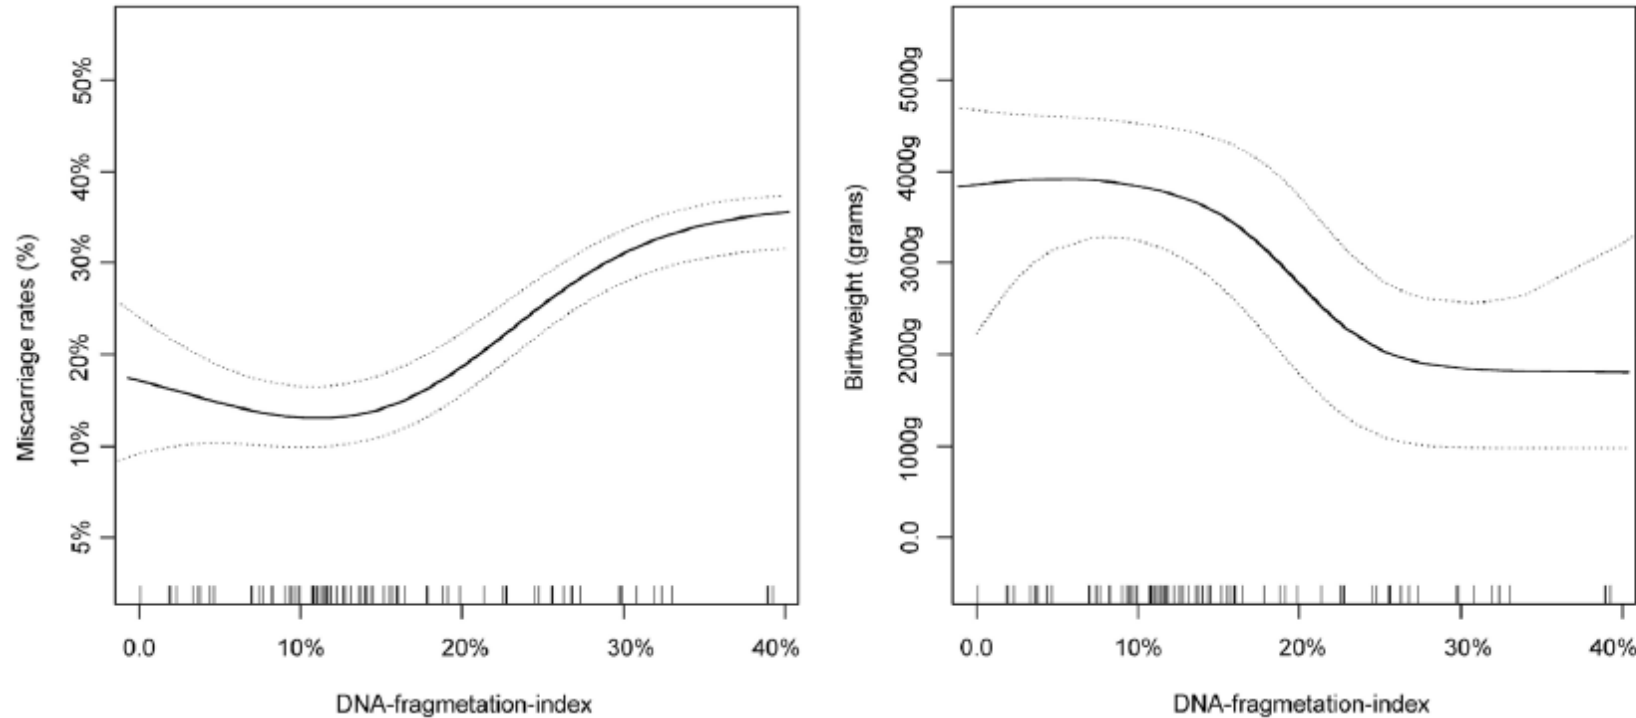 Miscarriage rates (%)
50%
40%
30%
20%
10%
5%
0.0
10%
20%
30%
40%
DNA-fragmetation-index
Birthweight (grams)
5000g
4000g
3000g
2000g
1000g
0.0
0.0
10%
20%
30%
40%
DNA-fragmetation-index